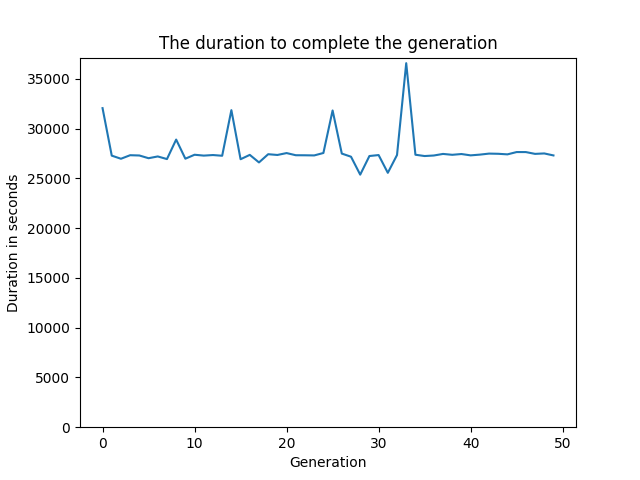 The duration to complete the generation
35000
30000
25000
20000
15000
10000
5000
0
Duration in seconds
0 10 20 30 40 50
Generation